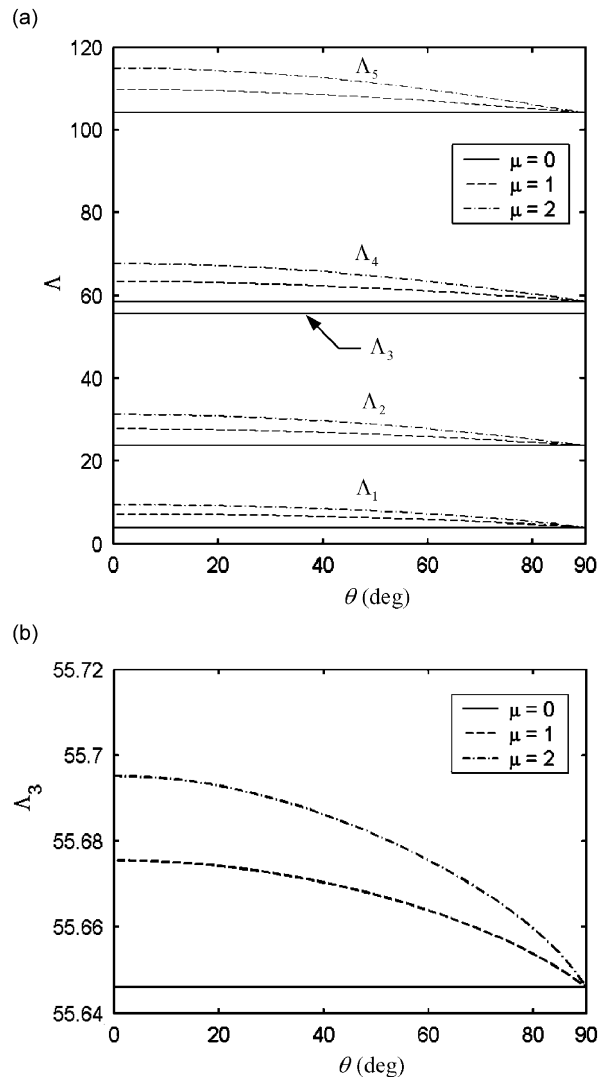 (a)
120
100
80
60
40
20
0
Λ
Λ5
Λ4
Λ3
Λ2
Λ1
μ = 0
μ = 1
μ = 2
0 20 40 60 80 90
θ (deg)
(b)
55.72
55.7
55.68
55.66
55.64
Λ3
μ = 0
μ = 1
μ = 2
0 20 40 60 80 90
θ (deg)